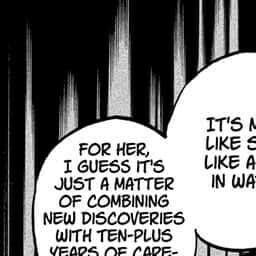 FOR HER,
I GUESS IT'S
JUST A MATTER
OF COMBINING
NEW DISCOVERIES
WITH TEN-PLUS
YEARS OF CARE-
IT'S
LIKE
LIKE
IN